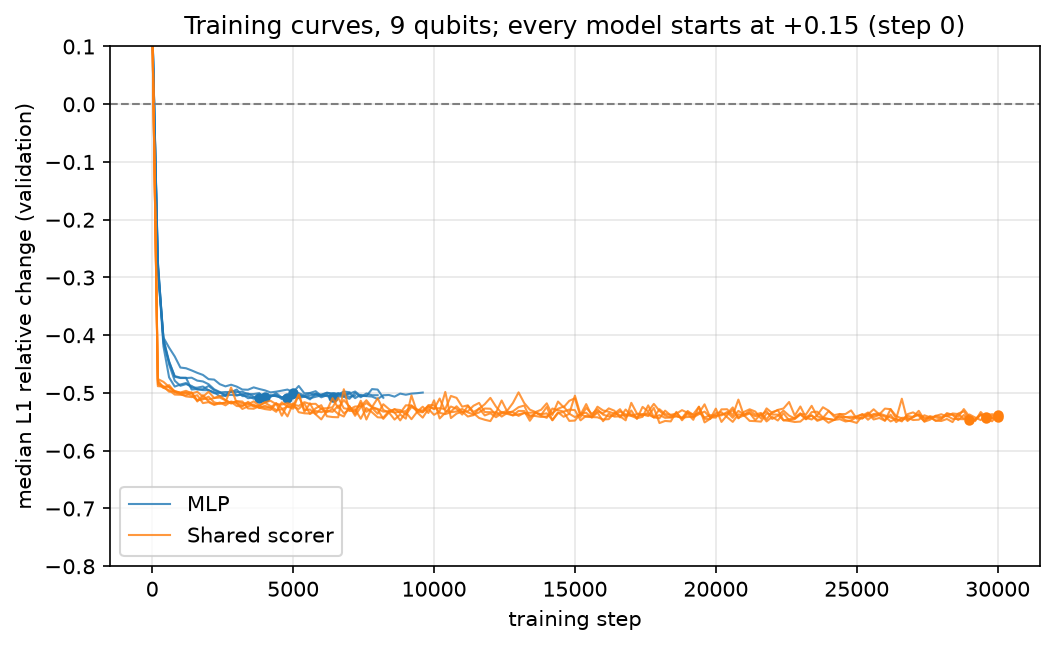 Training curves, 9 qubits; every model starts at +0.15 (step 0)
median L1 relative change (validation)
0.1
0.0
−0.1
−0.2
−0.3
−0.4
−0.5
−0.6
−0.7
−0.8
MLP
Shared scorer
0 5000 10000 15000 20000 25000 30000
training step